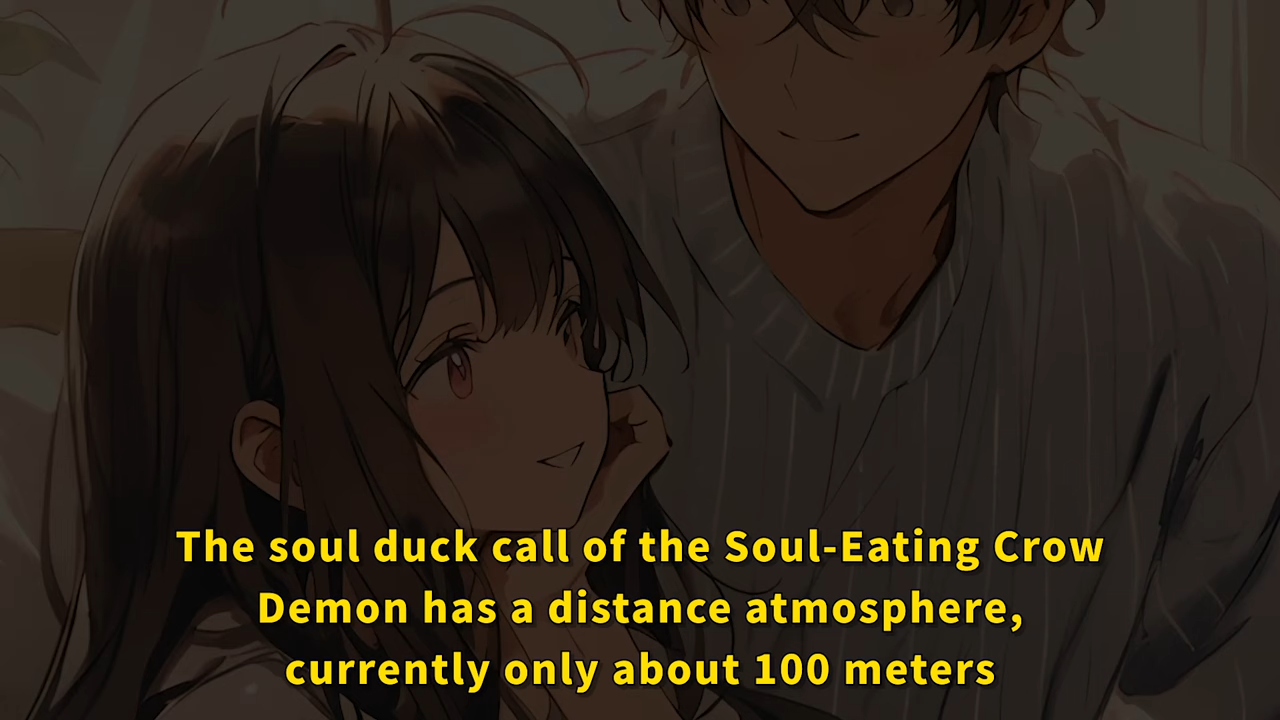 The soul duck call of the Soul-Eating Crow
Demon has a distance atmosphere,
currently only about 100 meters